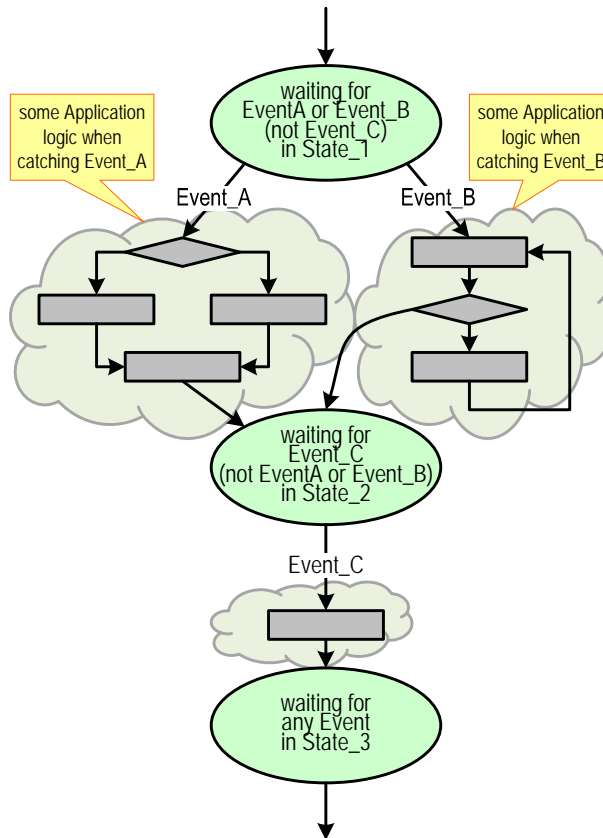 waiting for
EventA or Event_B
(not Event_C)
in State_1
some Application
logic when
catching Event_A
some Application
logic when
catching Event_B
Event_A
Event_B
waiting for
Event_C
(not EventA or Event_B)
in State_2
Event_C
waiting for
any Event
in State_3